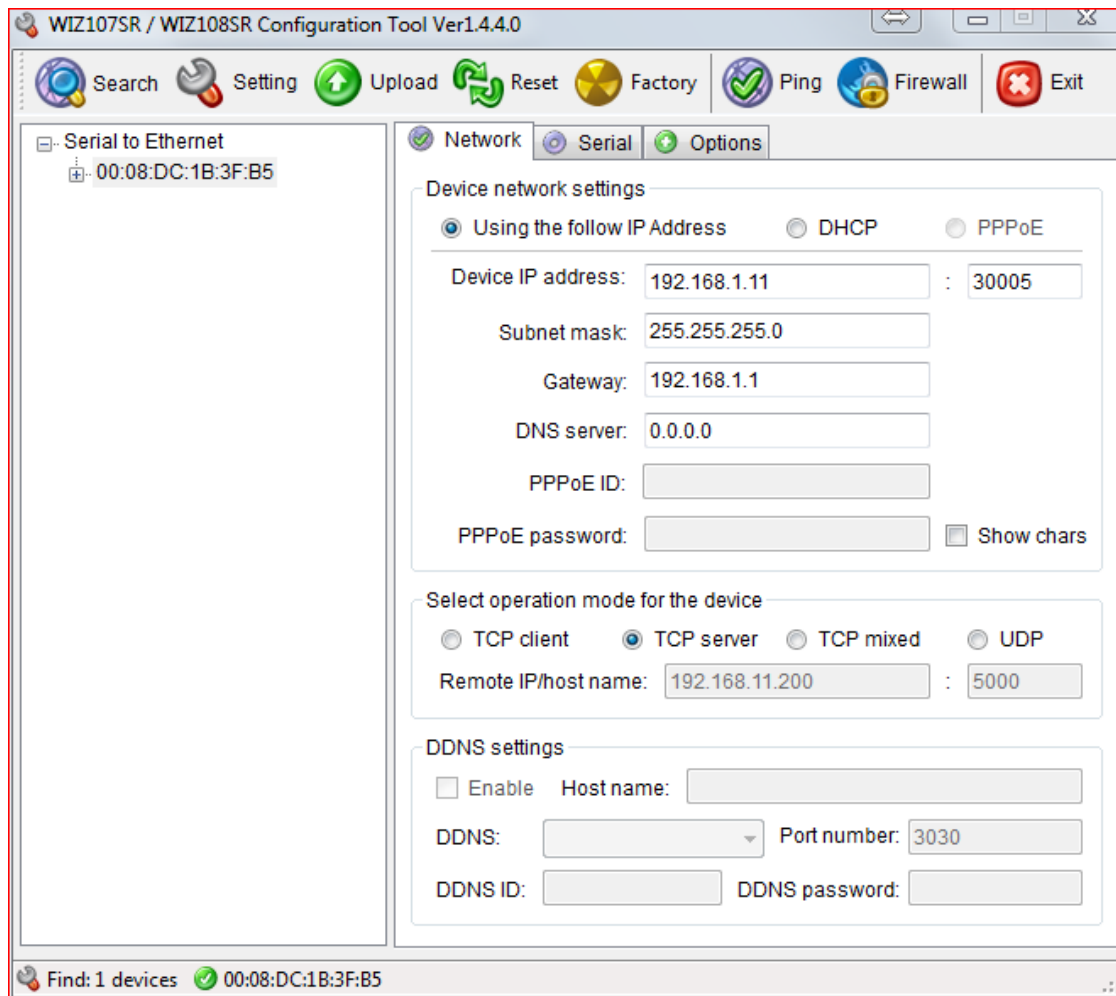 WIZ107SR / WIZ108SR Configuration Tool Ver1.4.4.0
Search Setting Upload Reset Factory Ping Firewall Exit
Serial to Ethernet
00:08:DC:1B:3F:B5
Network Serial Options
Device network settings
Using the follow IP Address DHCP PPPoE
Device IP address: 192.168.1.11 : 30005
Subnet mask: 255.255.255.0
Gateway: 192.168.1.1
DNS server: 0.0.0.0
PPPoE ID:
PPPoE password: Show chars
Select operation mode for the device
TCP client TCP server TCP mixed UDP
Remote IP/host name: 192.168.11.200 : 5000
DDNS settings
Enable Host name:
DDNS: Port number: 3030
DDNS ID: DDNS password:
Find: 1 devices 00:08:DC:1B:3F:B5